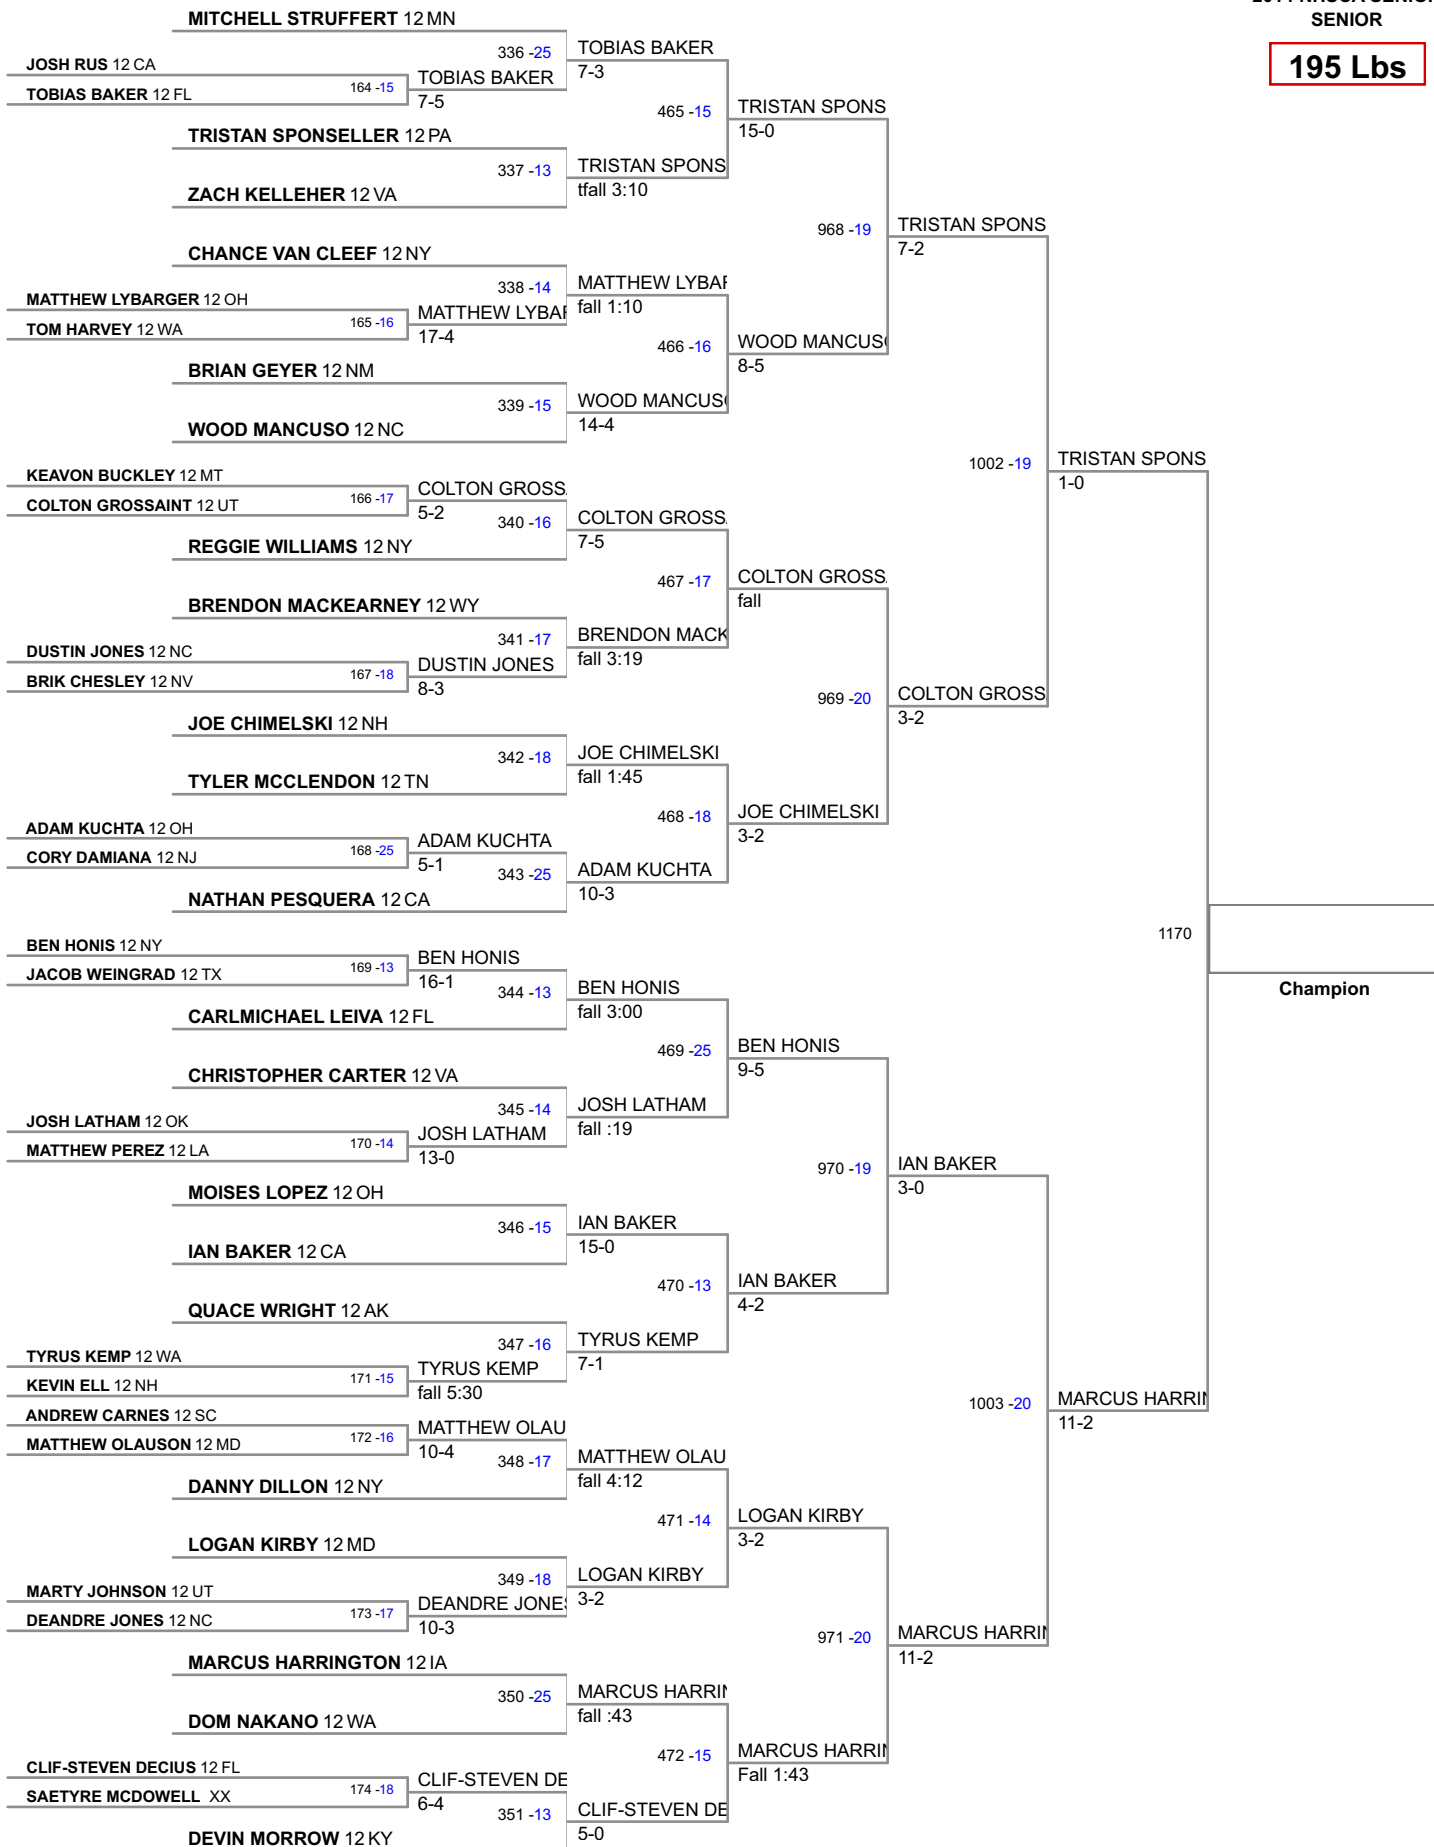 SENIOR
195 Lbs
MITCHELL STRUFFERT 12 MN
336 -25
TOBIAS BAKER
7-3
JOSH RUS 12 CA
164 -15
TOBIAS BAKER
TOBIAS BAKER 12 FL
7-5
465 -15
TRISTAN SPONS
15-0
TRISTAN SPONSELLER 12 PA
337 -13
TRISTAN SPONS
tfall 3:10
ZACH KELLEHER 12 VA
968 -19
TRISTAN SPONS
7-2
CHANCE VAN CLEEF 12 NY
338 -14
MATTHEW LYBAR
fall 1:10
MATTHEW LYBARGER 12 OH
165 -16
MATTHEW LYBAR
TOM HARVEY 12 WA
17-4
466 -16
WOOD MANCUSO
8-5
BRIAN GEYER 12 NM
339 -15
WOOD MANCUSO
14-4
WOOD MANCUSO 12 NC
1002 -19
TRISTAN SPONS
1-0
KEAVON BUCKLEY 12 MT
166 -17
COLTON GROSS
COLTON GROSSAINT 12 UT
5-2
340 -16
COLTON GROSS
7-5
REGGIE WILLIAMS 12 NY
467 -17
COLTON GROSS
fall
BRENDON MACKEARNEY 12 WY
341 -17
BRENDON MACK
fall 3:19
DUSTIN JONES 12 NC
167 -18
DUSTIN JONES
BRIK CHESLEY 12 NV
8-3
969 -20
COLTON GROSS
3-2
JOE CHIMELSKI 12 NH
342 -18
JOE CHIMELSKI
fall 1:45
TYLER MCCLENDON 12 TN
468 -18
JOE CHIMELSKI
3-2
ADAM KUCHTA 12 OH
168 -25
ADAM KUCHTA
CORY DAMIANA 12 NJ
5-1
343 -25
ADAM KUCHTA
10-3
NATHAN PESQUERA 12 CA
1170
Champion
BEN HONIS 12 NY
169 -13
BEN HONIS
JACOB WEINGRAD 12 TX
16-1
344 -13
BEN HONIS
fall 3:00
CARLMICHAEL LEIVA 12 FL
469 -25
BEN HONIS
9-5
CHRISTOPHER CARTER 12 VA
345 -14
JOSH LATHAM
fall :19
JOSH LATHAM 12 OK
170 -14
JOSH LATHAM
MATTHEW PEREZ 12 LA
13-0
970 -19
IAN BAKER
3-0
MOISES LOPEZ 12 OH
346 -15
IAN BAKER
15-0
IAN BAKER 12 CA
470 -13
IAN BAKER
4-2
QUACE WRIGHT 12 AK
347 -16
TYRUS KEMP
7-1
TYRUS KEMP 12 WA
171 -15
TYRUS KEMP
KEVIN ELL 12 NH
fall 5:30
1003 -20
MARCUS HARRIN
11-2
ANDREW CARNES 12 SC
172 -16
MATTHEW OLAU
MATTHEW OLAUSON 12 MD
10-4
348 -17
MATTHEW OLAU
fall 4:12
DANNY DILLON 12 NY
471 -14
LOGAN KIRBY
3-2
LOGAN KIRBY 12 MD
349 -18
LOGAN KIRBY
3-2
MARTY JOHNSON 12 UT
173 -17
DEANDRE JONES
DEANDRE JONES 12 NC
10-3
971 -20
MARCUS HARRIN
11-2
MARCUS HARRINGTON 12 IA
350 -25
MARCUS HARRIN
fall :43
DOM NAKANO 12 WA
472 -15
MARCUS HARRIN
Fall 1:43
CLIF-STEVEN DECIUS 12 FL
174 -18
CLIF-STEVEN DE
SAETYRE MCDOWELL XX
6-4
351 -13
CLIF-STEVEN DE
5-0
DEVIN MORROW 12 KY